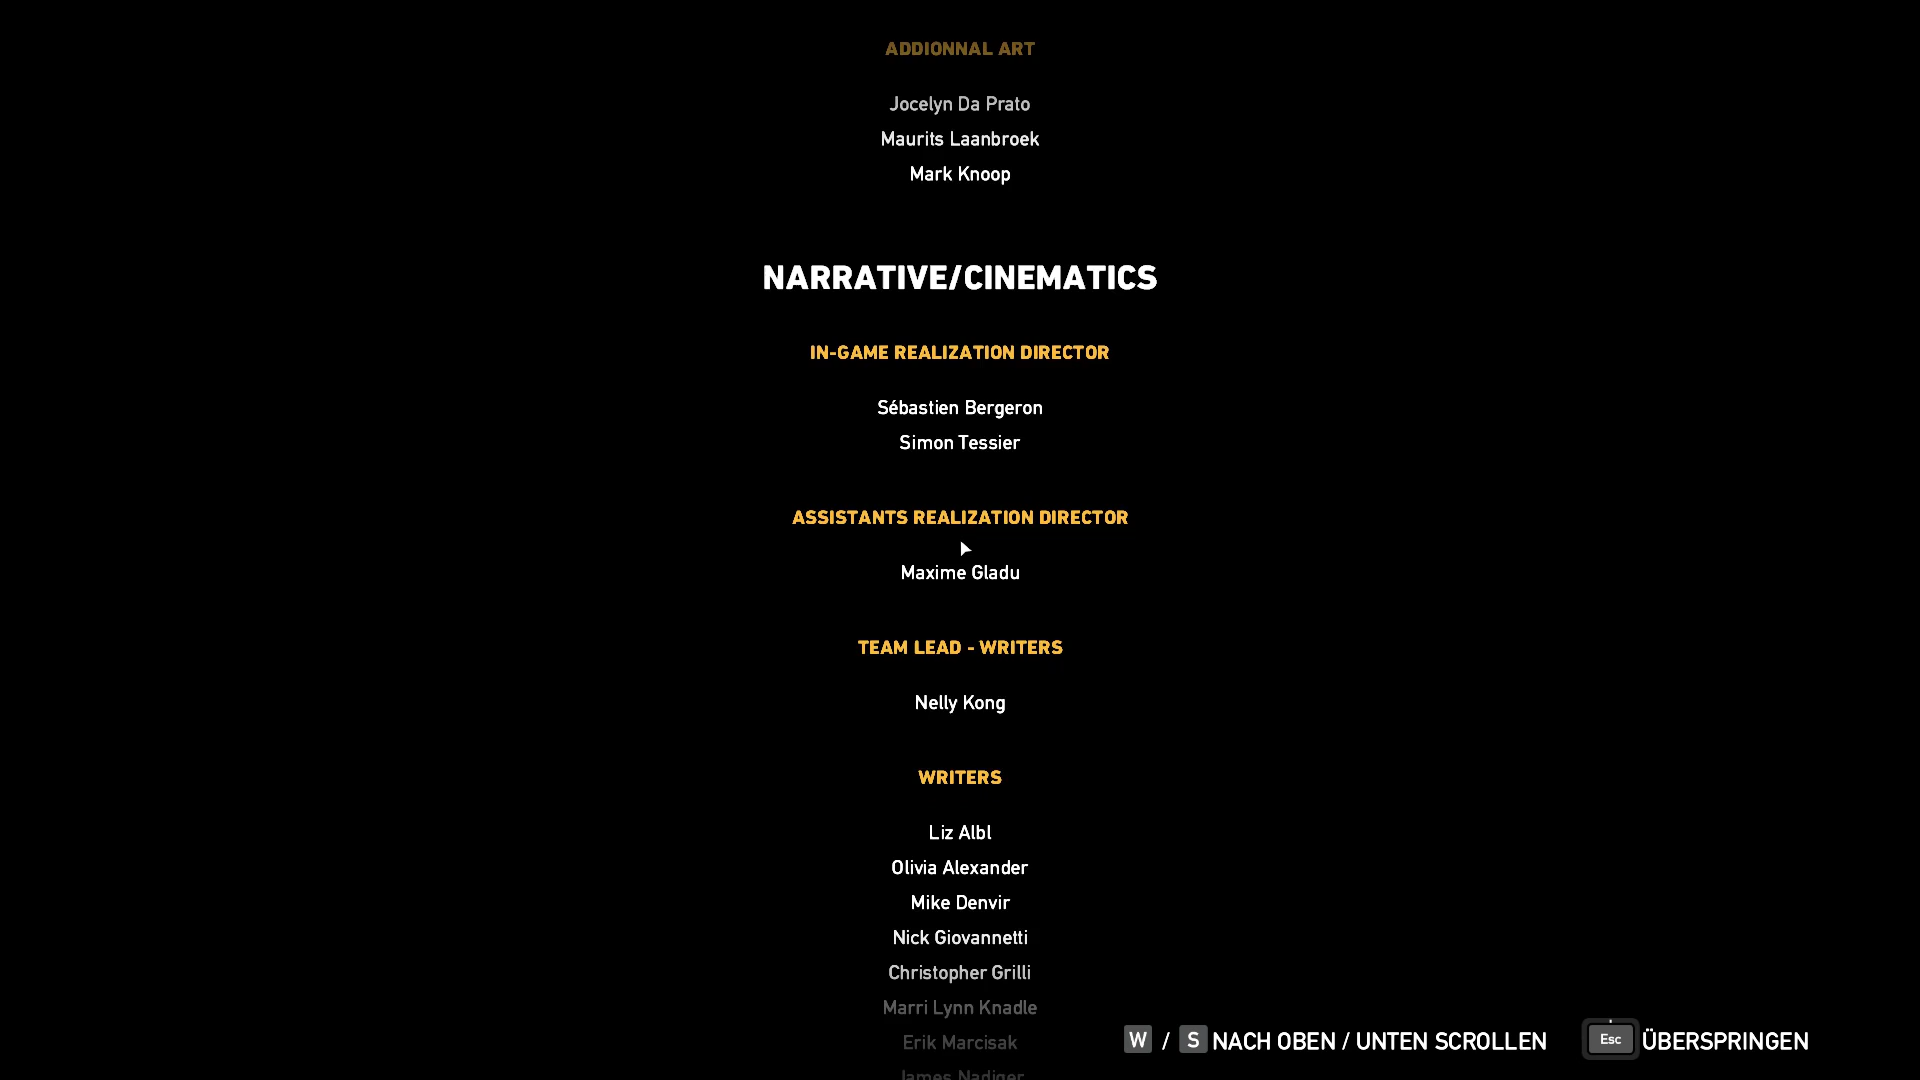 ADDIONNAL ART
Jocelyn Da Prato
Maurits Laanbroek
Mark Knoop
NARRATIVE/CINEMATICS
IN-GAME REALIZATION DIRECTOR
Sébastien Bergeron
Simon Tessier
ASSISTANTS REALIZATION DIRECTOR
Maxime Gladu
TEAM LEAD - WRITERS
Nelly Kong
WRITERS
Liz Albl
Olivia Alexander
Mike Denvir
Nick Giovannetti
Christopher Grilli
Marri Lynn Knadle
Erik Marcisak
James Nadiger
W / S NACH OBEN / UNTEN SCROLLEN Esc ÜBERSPRINGEN